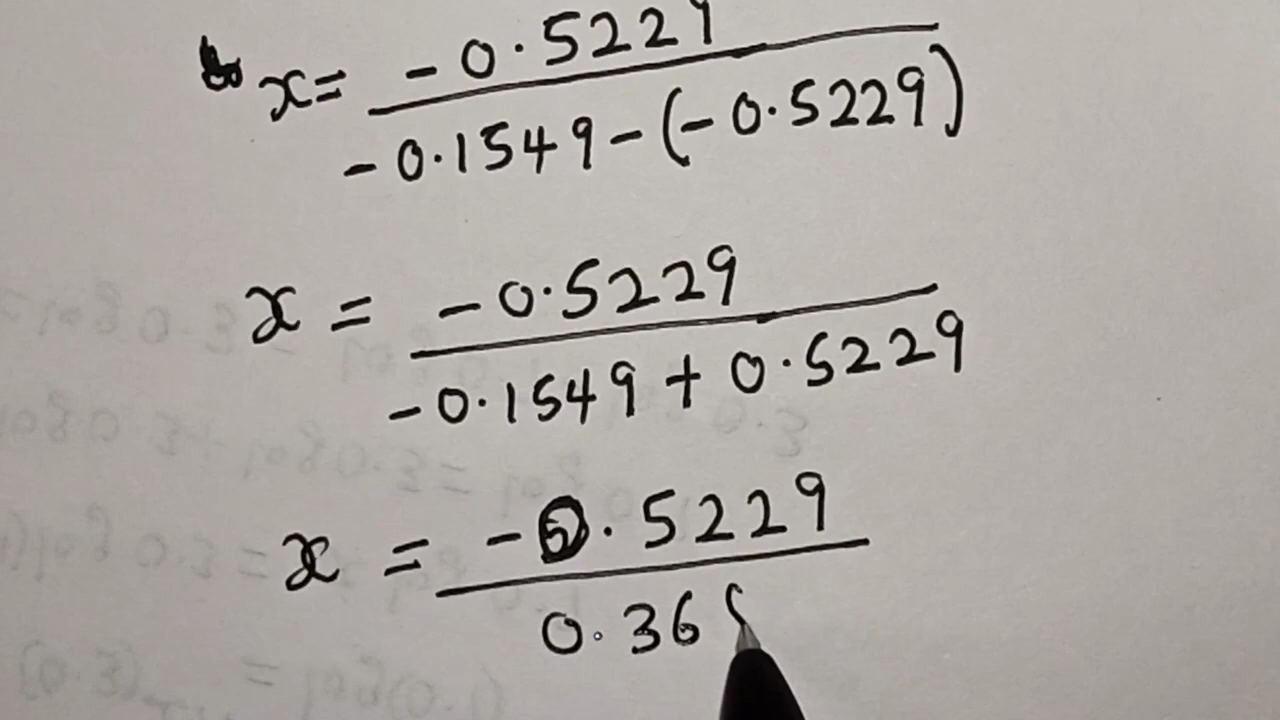 x = -0.5229 / -0.1549 - (-0.5229)
x = -0.5229 / -0.1549 + 0.5229
x = -0.5229 / 0.36